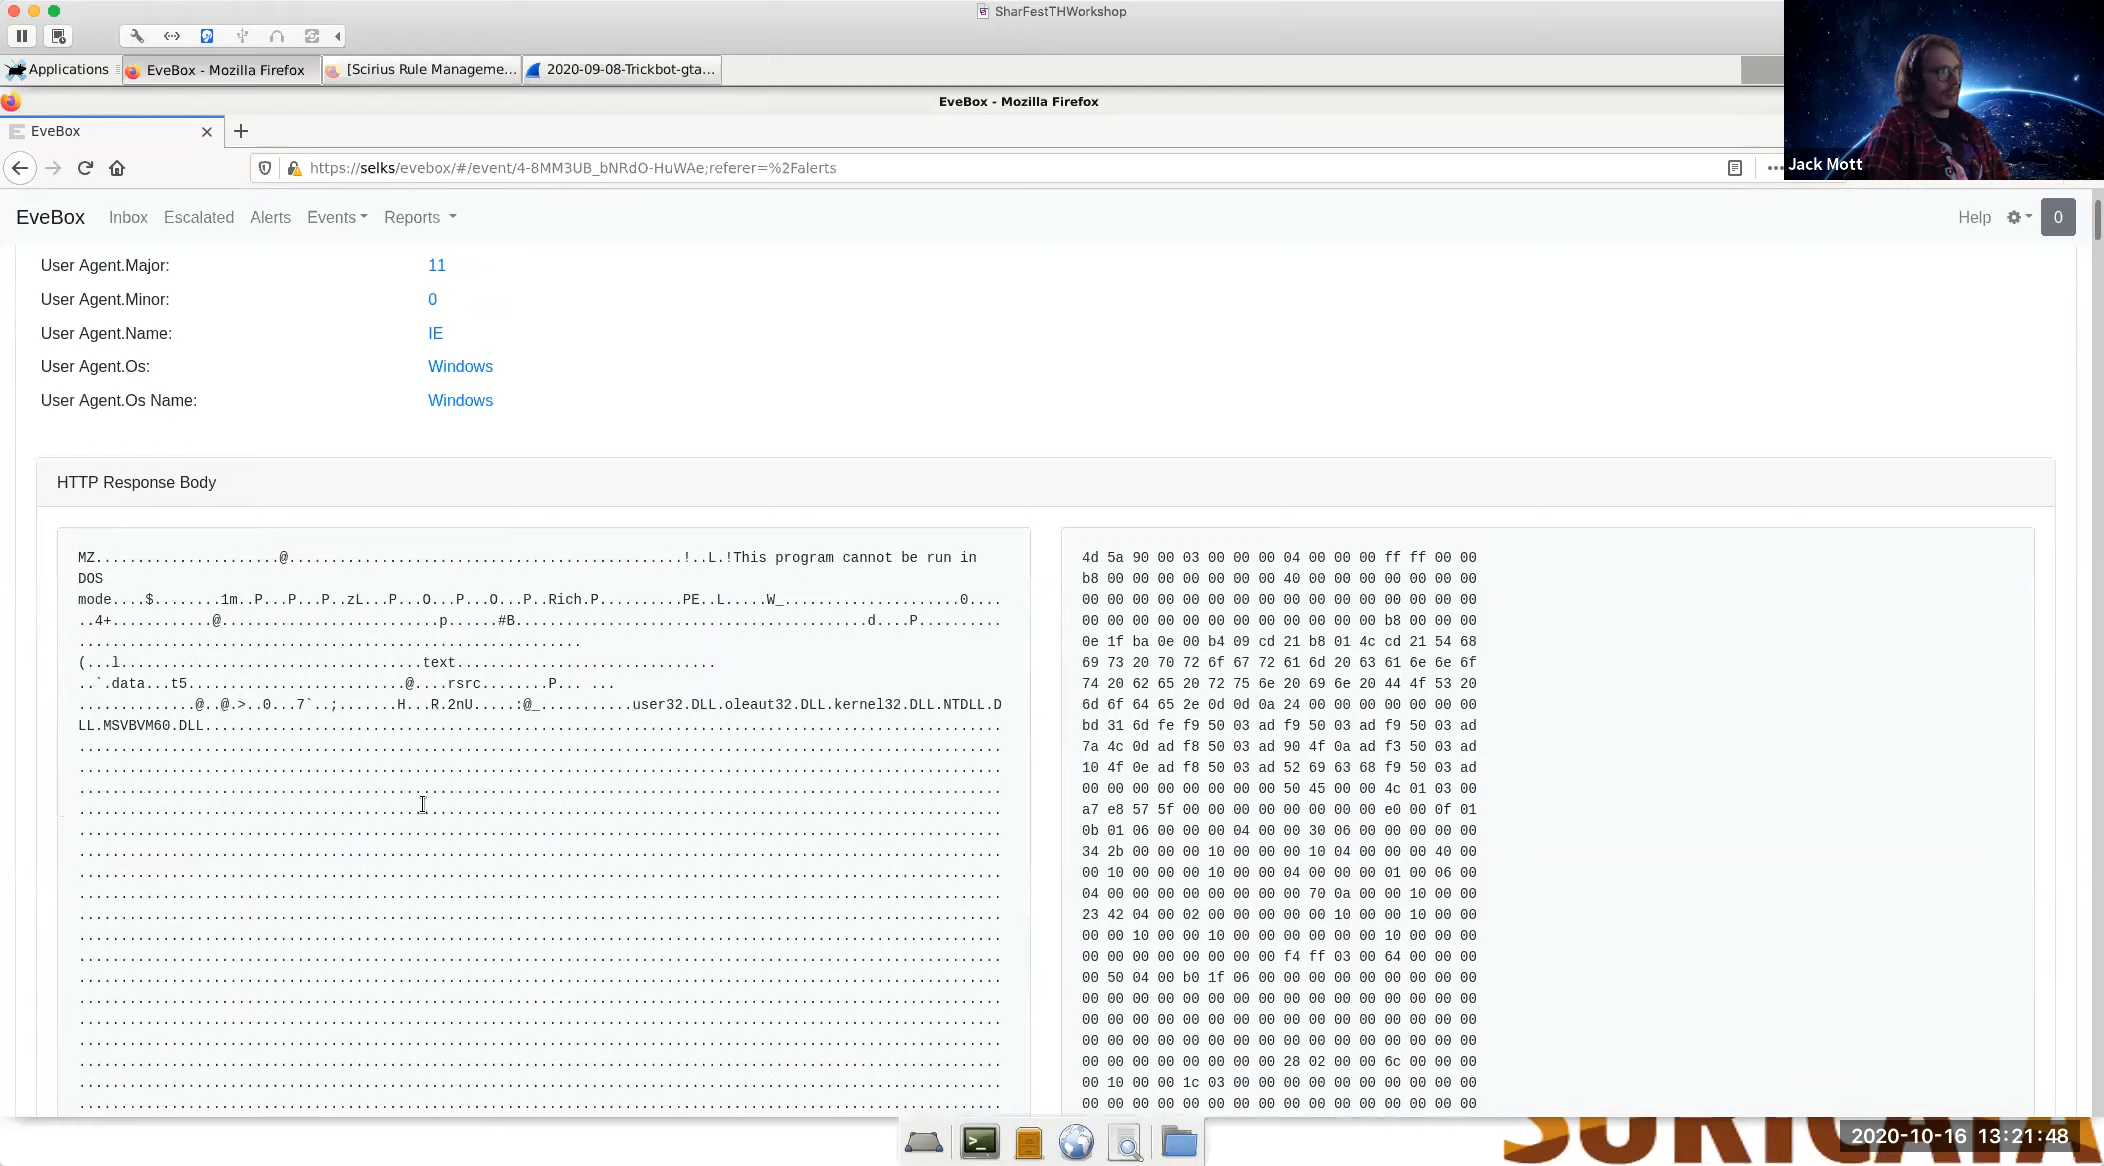 SharFestTHWorkshop
Applications
EveBox - Mozilla Firefox
[Scirius Rule Manageme...
2020-09-08-Trickbot-gta...
EveBox - Mozilla Firefox
EveBox
https://selks/evebox/#/event/4-8MM3UB_bNRdO-HuWAe;referer=%2Falerts
Jack Mott
EveBox Inbox Escalated Alerts Events Reports Help 0
User Agent.Major: 11
User Agent.Minor: 0
User Agent.Name: IE
User Agent.Os: Windows
User Agent.Os Name: Windows
HTTP Response Body
MZ......................@...............................................!..L.!This program cannot be run in
DOS
mode....$........1m..P...P...P..zL...P...O...P...O...P..Rich.P..........PE..L.....W_.....................0....
..4+............@..........................p......#B..........................................d....P..........
............................................................
(...l....................................text...............................
..`.data...t5..........................@....rsrc........P... ...
..............@..@.>..0...7`..;.......H...R.2nU.....:@_...........user32.DLL.oleaut32.DLL.kernel32.DLL.NTDLL.D
LL.MSVBVM60.DLL...............................................................................................
4d 5a 90 00 03 00 00 00 04 00 00 00 ff ff 00 00
b8 00 00 00 00 00 00 00 40 00 00 00 00 00 00 00
00 00 00 00 00 00 00 00 00 00 00 00 00 00 00 00
00 00 00 00 00 00 00 00 00 00 00 00 b8 00 00 00
0e 1f ba 0e 00 b4 09 cd 21 b8 01 4c cd 21 54 68
69 73 20 70 72 6f 67 72 61 6d 20 63 61 6e 6e 6f
74 20 62 65 20 72 75 6e 20 69 6e 20 44 4f 53 20
6d 6f 64 65 2e 0d 0d 0a 24 00 00 00 00 00 00 00
bd 31 6d fe f9 50 03 ad f9 50 03 ad f9 50 03 ad
7a 4c 0d ad f8 50 03 ad 90 4f 0a ad f3 50 03 ad
10 4f 0e ad f8 50 03 ad 52 69 63 68 f9 50 03 ad
00 00 00 00 00 00 00 00 50 45 00 00 4c 01 03 00
a7 e8 57 5f 00 00 00 00 00 00 00 00 e0 00 0f 01
0b 01 06 00 00 00 04 00 00 30 06 00 00 00 00 00
34 2b 00 00 00 10 00 00 00 10 04 00 00 00 40 00
00 10 00 00 00 10 00 00 04 00 00 00 01 00 06 00
04 00 00 00 00 00 00 00 00 70 0a 00 00 10 00 00
23 42 04 00 02 00 00 00 00 00 10 00 00 10 00 00
00 00 10 00 00 10 00 00 00 00 00 00 10 00 00 00
00 00 00 00 00 00 00 00 f4 ff 03 00 64 00 00 00
00 50 04 00 b0 1f 06 00 00 00 00 00 00 00 00 00
00 00 00 00 00 00 00 00 00 00 00 00 00 00 00 00
00 00 00 00 00 00 00 00 00 00 00 00 00 00 00 00
00 00 00 00 00 00 00 00 00 00 00 00 00 00 00 00
00 00 00 00 00 00 00 00 28 02 00 00 6c 00 00 00
00 10 00 00 1c 03 00 00 00 00 00 00 00 00 00 00
00 00 00 00 00 00 00 00 00 00 00 00 00 00 00 00
SURICATA
2020-10-16 13:21:48